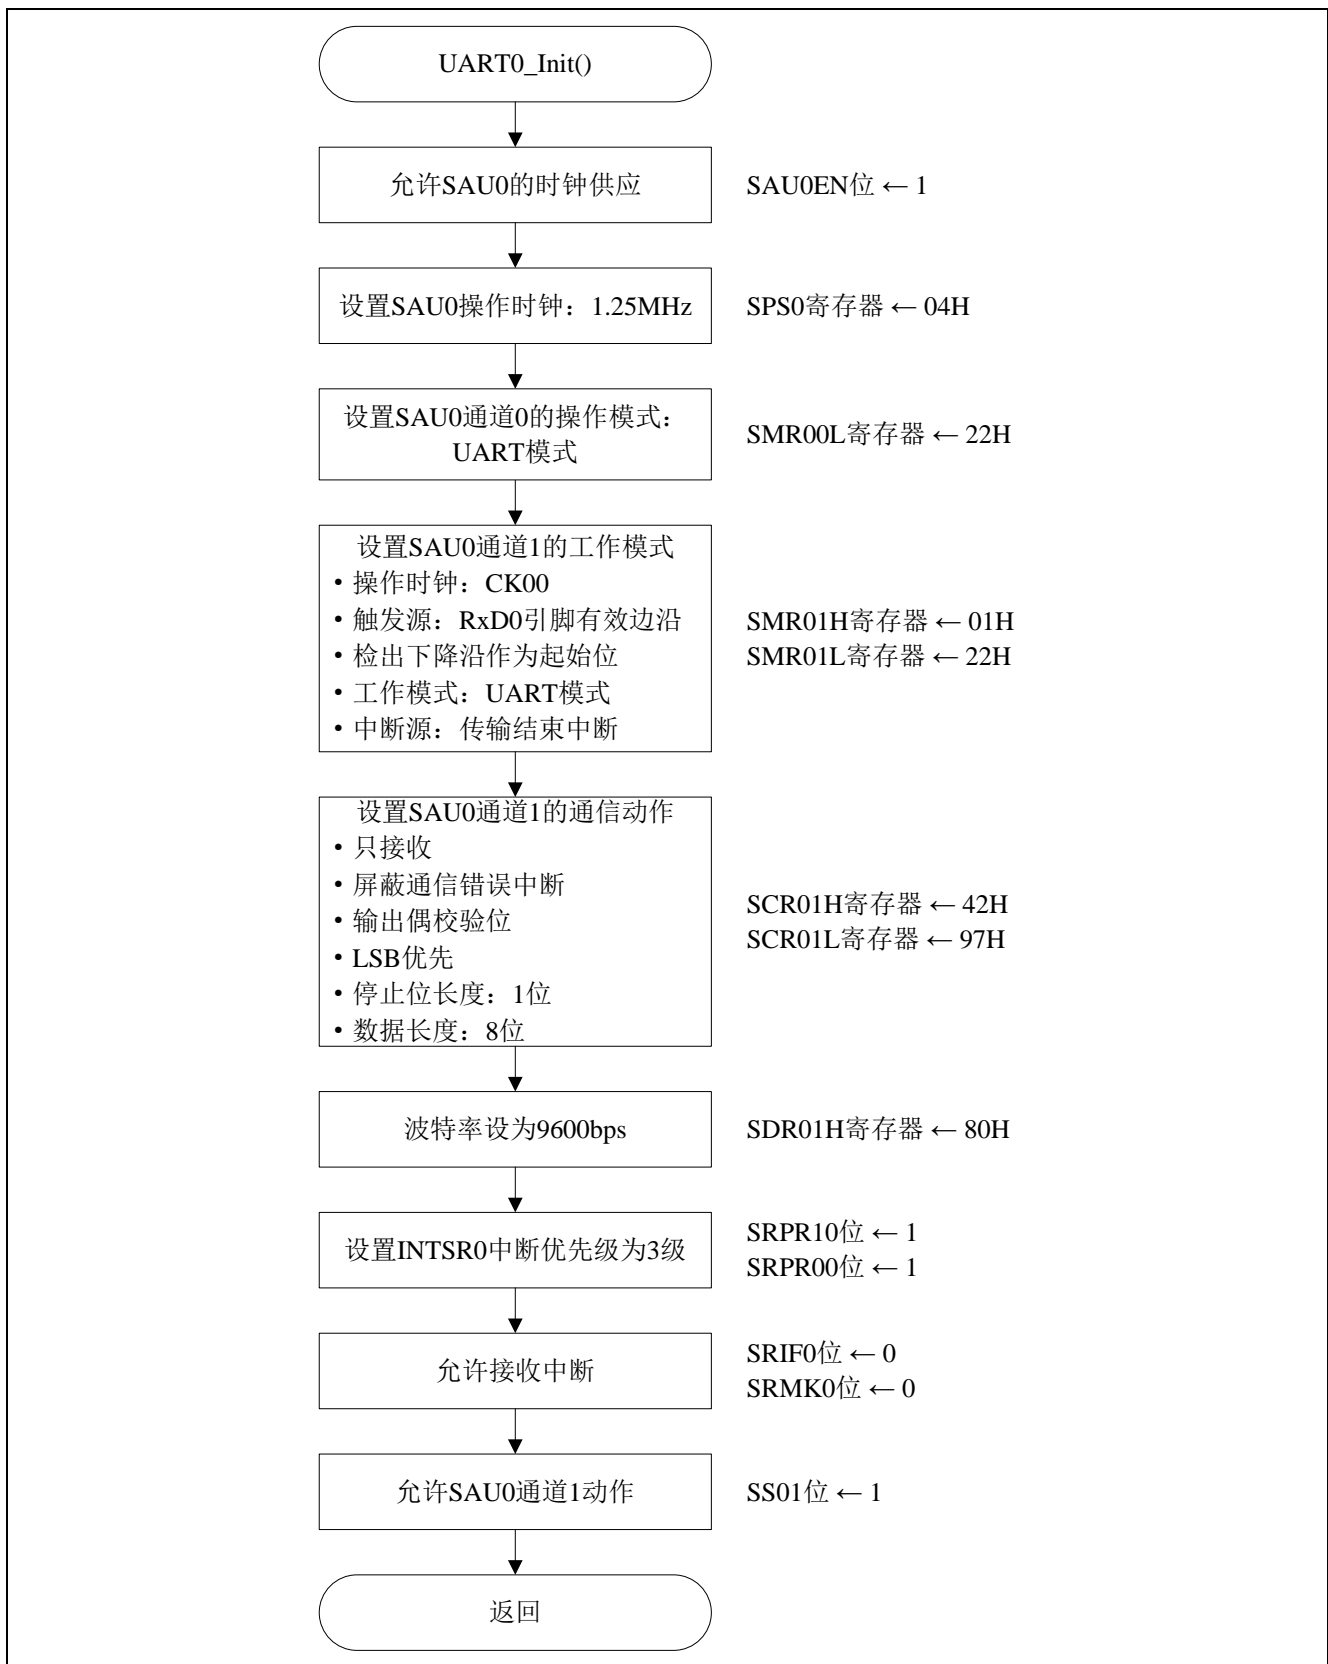 UART0_Init()
允许SAU0的时钟供应
SAU0EN位 ← 1
设置SAU0操作时钟：1.25MHz
SPS0寄存器 ← 04H
设置SAU0通道0的操作模式：
UART模式
SMR00L寄存器 ← 22H
设置SAU0通道1的工作模式
• 操作时钟：CK00
• 触发源：RxD0引脚有效边沿
• 检出下降沿作为起始位
• 工作模式：UART模式
• 中断源：传输结束中断
SMR01H寄存器 ← 01H
SMR01L寄存器 ← 22H
设置SAU0通道1的通信动作
• 只接收
• 屏蔽通信错误中断
• 输出偶校验位
• LSB优先
• 停止位长度：1位
• 数据长度：8位
SCR01H寄存器 ← 42H
SCR01L寄存器 ← 97H
波特率设为9600bps
SDR01H寄存器 ← 80H
设置INTSR0中断优先级为3级
SRPR10位 ← 1
SRPR00位 ← 1
允许接收中断
SRIF0位 ← 0
SRMK0位 ← 0
允许SAU0通道1动作
SS01位 ← 1
返回